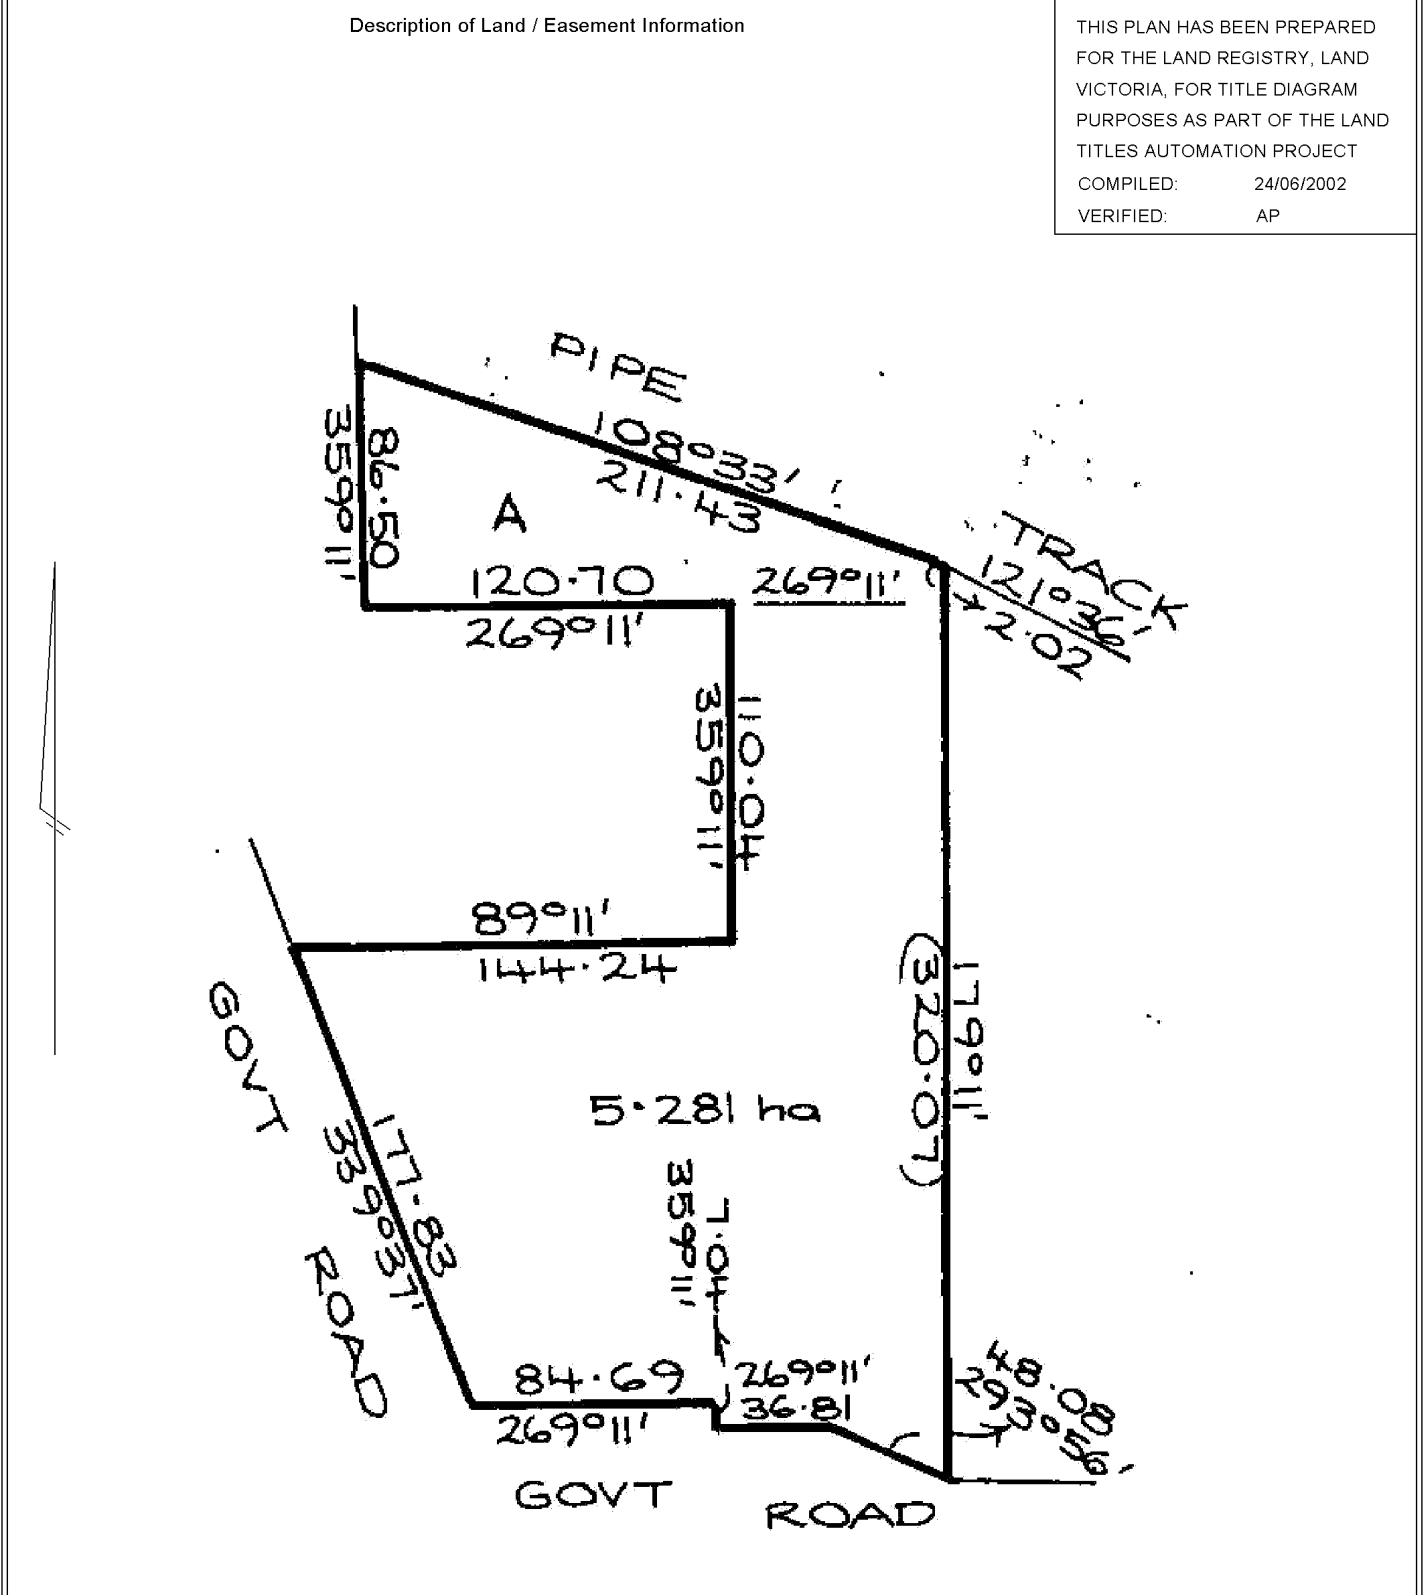 Description of Land / Easement Information
THIS PLAN HAS BEEN PREPARED
FOR THE LAND REGISTRY, LAND
VICTORIA, FOR TITLE DIAGRAM
PURPOSES AS PART OF THE LAND
TITLES AUTOMATION PROJECT
COMPILED: 24/06/2002
VERIFIED: AP
PIPE
108°33'
211.43
359°11'
86.50
A
TRACK
121°36'
2.02
120.70
269°11'
269°11'
359°11'
110.04
89°11'
144.24
(320.07)
179°11'
GOVT
ROAD
177.83
339°37'
5.281 ha
359°11'
7.04
84.69
269°11'
269°11'
36.81
48.08
293°56'
GOVT
ROAD